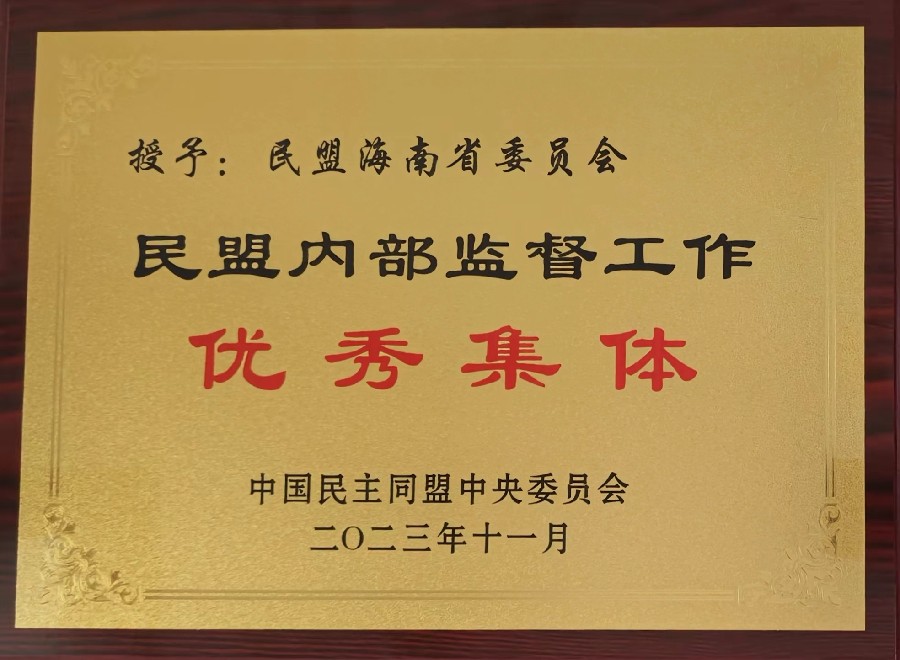 授予：民盟海南省委员会
民盟内部监督工作
优秀集体
中国民主同盟中央委员会
二〇二三年十一月